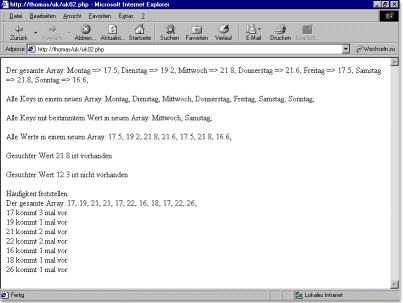 http://thomas/uk/uk02.php - Microsoft Internet Explorer
Datei Bearbeiten Ansicht Favoriten Extras ?
Zurück Vorwärts Abbrec... Aktualisi... Startseite Suchen Favoriten Verlauf E-Mail Drucken Bearbeit...
Adresse http://thomas/uk/uk02.php Wechseln zu
Der gesamte Array: Montag => 17.5, Dienstag => 19.2, Mittwoch => 21.8, Donnerstag => 21.6, Freitag => 17.5, Samstag
=> 21.8, Sonntag => 16.6,
Alle Keys in einem neuen Array: Montag, Dienstag, Mittwoch, Donnerstag, Freitag, Samstag, Sonntag,
Alle Keys mit bestimmtem Wert in neuen Array: Mittwoch, Samstag,
Alle Werte in einem neuen Array: 17.5, 19.2, 21.8, 21.6, 17.5, 21.8, 16.6,
Gesuchter Wert 21.8 ist vorhanden
Gesuchter Wert 12.3 ist nicht vorhanden
Häufigkeit feststellen:
Der gesamte Array: 17, 19, 21, 21, 17, 22, 16, 18, 17, 22, 26,
17 kommt 3 mal vor
19 kommt 1 mal vor
21 kommt 2 mal vor
22 kommt 2 mal vor
16 kommt 1 mal vor
18 kommt 1 mal vor
26 kommt 1 mal vor
Fertig Lokales Intranet